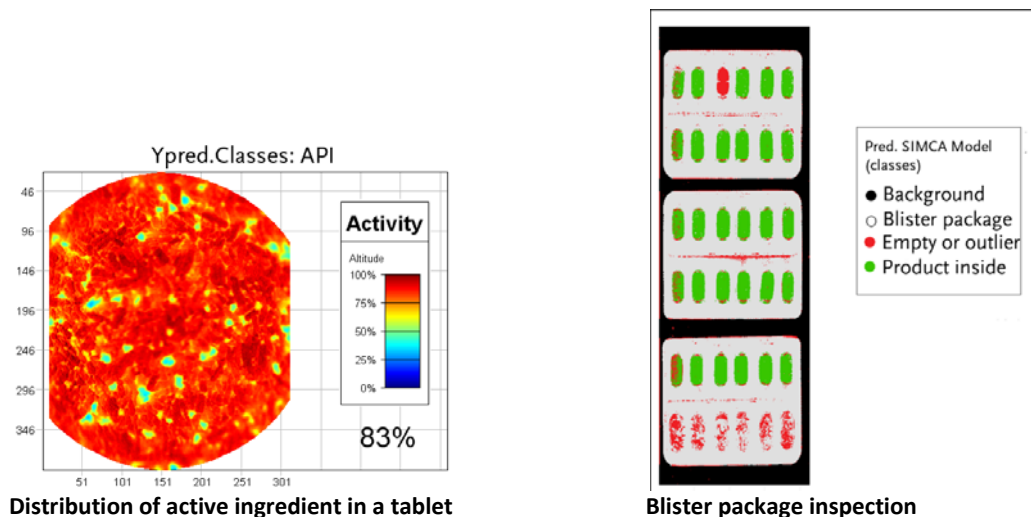 Ypred.Classes: API
46
96
146
196
246
296
346
51 101 151 201 251 301
Activity
Altitude
100%
75%
50%
25%
0%
83%
Distribution of active ingredient in a tablet
Pred. SIMCA Model
(classes)
Background
Blister package
Empty or outlier
Product inside
Blister package inspection